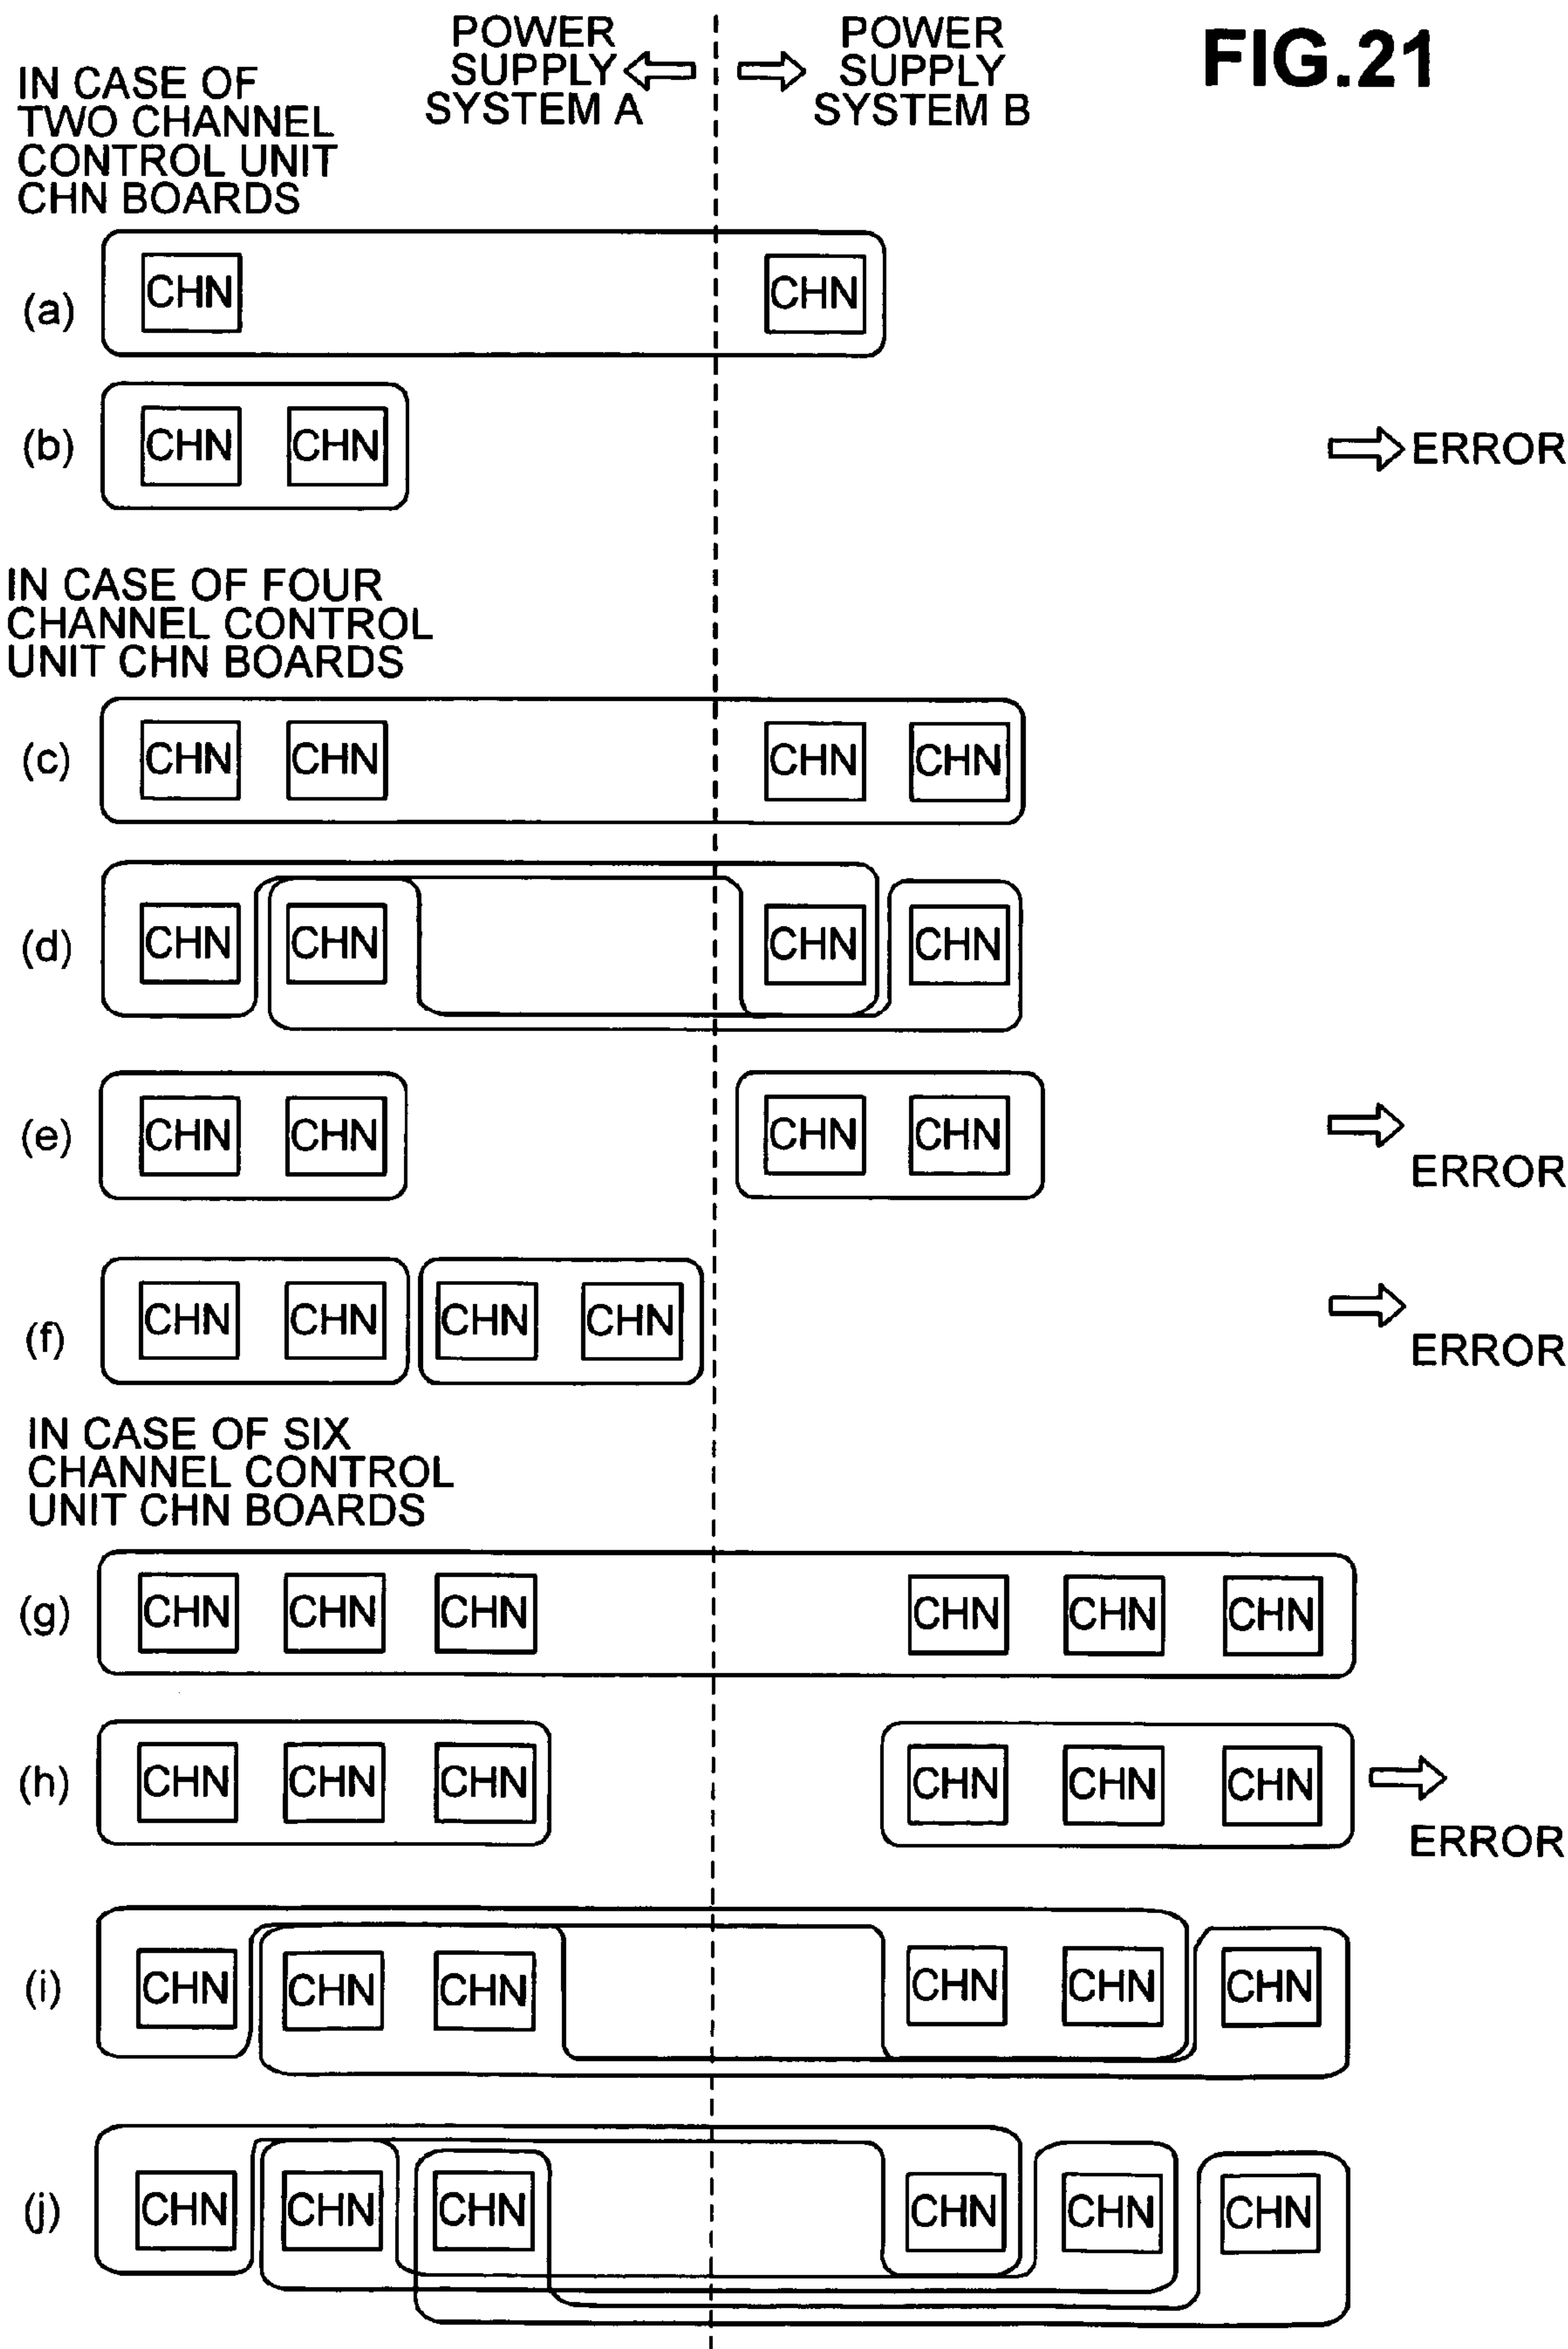 FIG.21
POWER
SUPPLY
SYSTEM A
POWER
SUPPLY
SYSTEM B
IN CASE OF
TWO CHANNEL
CONTROL UNIT
CHN BOARDS
(a) CHN CHN
(b) CHN CHN ERROR
IN CASE OF FOUR
CHANNEL CONTROL
UNIT CHN BOARDS
(c) CHN CHN CHN CHN
(d) CHN CHN CHN CHN
(e) CHN CHN CHN CHN
ERROR
(f) CHN CHN CHN CHN
ERROR
IN CASE OF SIX
CHANNEL CONTROL
UNIT CHN BOARDS
(g) CHN CHN CHN CHN CHN CHN
(h) CHN CHN CHN CHN CHN CHN
ERROR
(i) CHN CHN CHN CHN CHN CHN
(j) CHN CHN CHN CHN CHN CHN